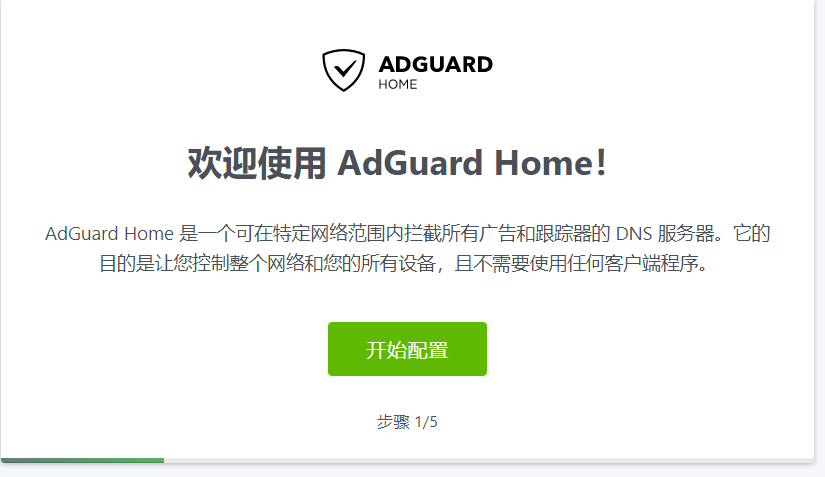 ADGUARD
HOME
欢迎使用 AdGuard Home！
AdGuard Home 是一个可在特定网络范围内拦截所有广告和跟踪器的 DNS 服务器。它的
目的是让您控制整个网络和您的所有设备，且不需要使用任何客户端程序。
开始配置
步骤 1/5